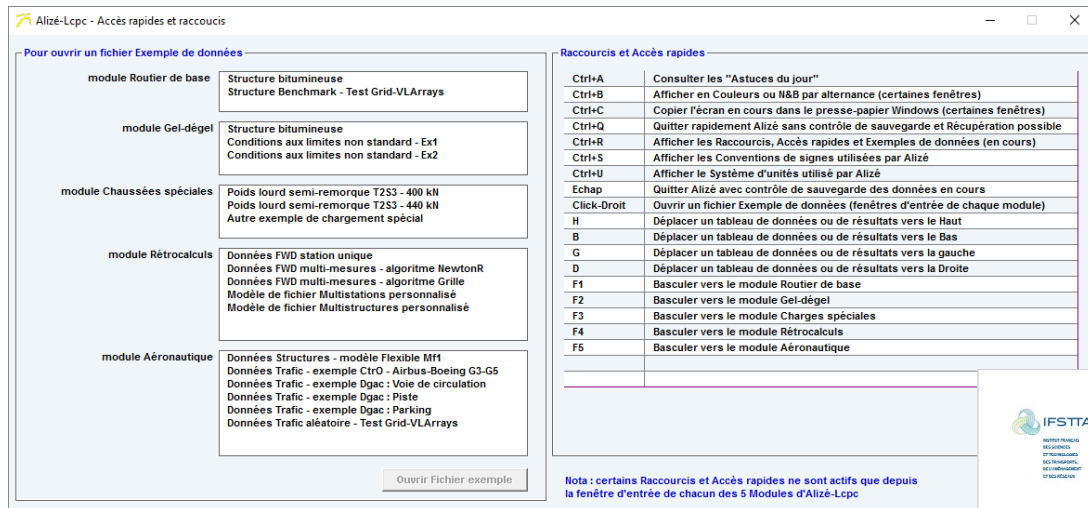 Alizé-Lcpc - Accès rapides et raccoucis
Pour ouvrir un fichier Exemple de données
module Routier de base
Structure bitumineuse
Structure Benchmark - Test Grid-VLArrays
module Gel-dégel
Structure bitumineuse
Conditions aux limites non standard - Ex1
Conditions aux limites non standard - Ex2
module Chaussées spéciales
Poids lourd semi-remorque T2S3 - 400 kN
Poids lourd semi-remorque T2S3 - 440 kN
Autre exemple de chargement spécial
module Rétrocalculs
Données FWD station unique
Données FWD multi-mesures - algoritme NewtonR
Données FWD multi-mesures - algoritme Grille
Modèle de fichier Multistations personnalisé
Modèle de fichier Multistructures personnalisé
module Aéronautique
Données Structures - modèle Flexible Mf1
Données Trafic - exemple CtrO - Airbus-Boeing G3-G5
Données Trafic - exemple Dgac : Voie de circulation
Données Trafic - exemple Dgac : Piste
Données Trafic - exemple Dgac : Parking
Données Trafic aléatoire - Test Grid-VLArrays
Ouvrir Fichier exemple
Raccourcis et Accès rapides
Ctrl+A Consulter les "Astuces du jour"
Ctrl+B Afficher en Couleurs ou N&B par alternance (certaines fenêtres)
Ctrl+C Copier l'écran en cours dans le presse-papier Windows (certaines fenêtres)
Ctrl+Q Quitter rapidement Alizé sans contrôle de sauvegarde et Récupération possible
Ctrl+R Afficher les Raccourcis, Accès rapides et Exemples de données (en cours)
Ctrl+S Afficher les Conventions de signes utilisées par Alizé
Ctrl+U Afficher le Système d'unités utilisé par Alizé
Echap Quitter Alizé avec contrôle de sauvegarde des données en cours
Click-Droit Ouvrir un fichier Exemple de données (fenêtres d'entrée de chaque module)
H Déplacer un tableau de données ou de résultats vers le Haut
B Déplacer un tableau de données ou de résultats vers le Bas
G Déplacer un tableau de données ou de résultats vers la gauche
D Déplacer un tableau de données ou de résultats vers la Droite
F1 Basculer vers le module Routier de base
F2 Basculer vers le module Gel-dégel
F3 Basculer vers le module Charges spéciales
F4 Basculer vers le module Rétrocalculs
F5 Basculer vers le module Aéronautique
Nota : certains Raccourcis et Accès rapides ne sont actifs que depuis
la fenêtre d'entrée de chacun des 5 Modules d'Alizé-Lcpc
IFSTTA
INSTITUT FRANÇAIS
DES SCIENCES
ET TECHNOLOGIES
DES TRANSPORTS,
DE L'AMÉNAGEMENT
ET DES RÉSEAUX